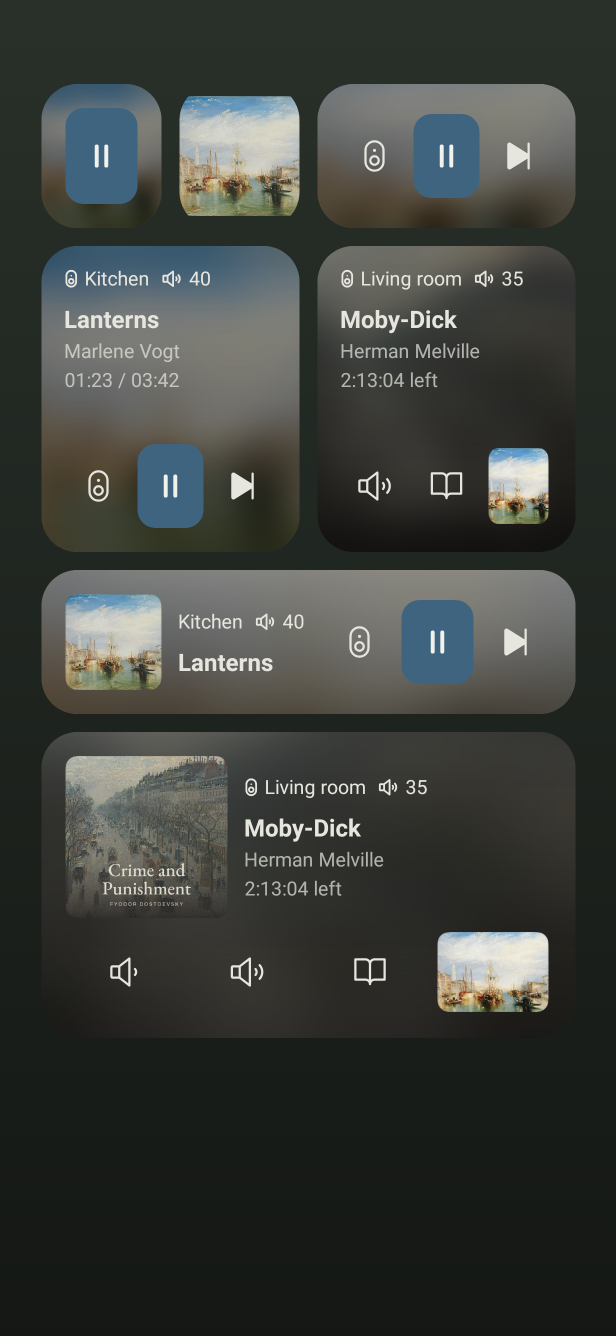 Kitchen 40
Lanterns
Marlene Vogt
01:23 / 03:42
Living room 35
Moby-Dick
Herman Melville
2:13:04 left
Kitchen 40
Lanterns
Crime and
Punishment
FYODOR DOSTOEVSKY
Living room 35
Moby-Dick
Herman Melville
2:13:04 left